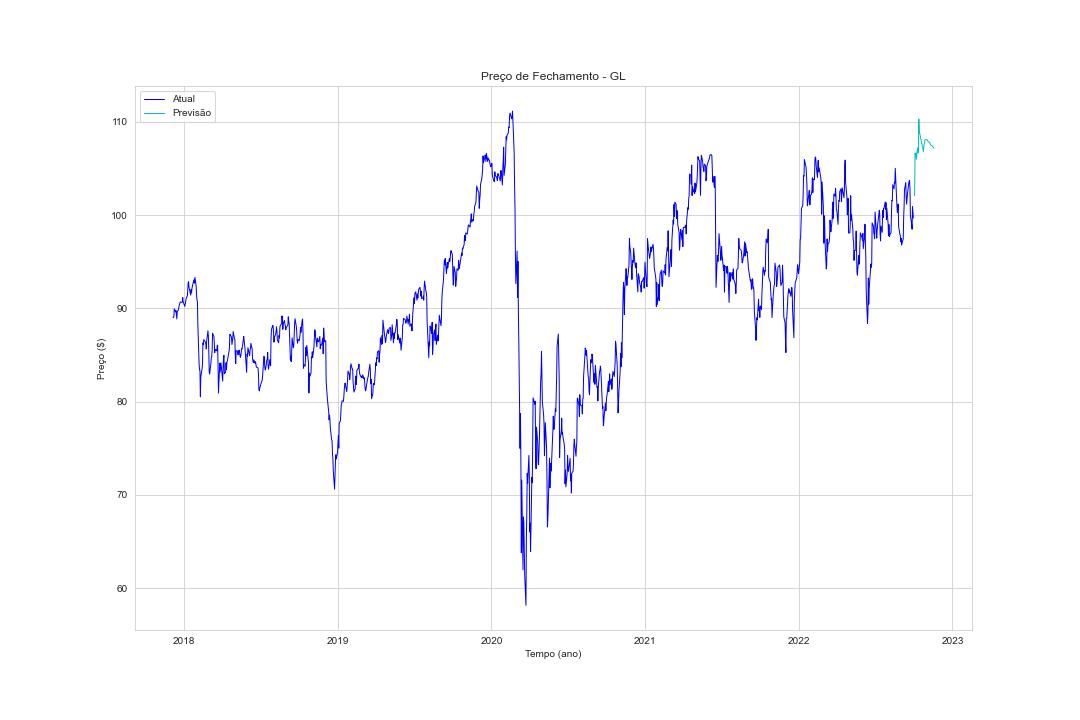 Preço de Fechamento - GL
Atual
Previsão
110
100
90
80
70
60
Preço ($)
2018 2019 2020 2021 2022 2023
Tempo (ano)